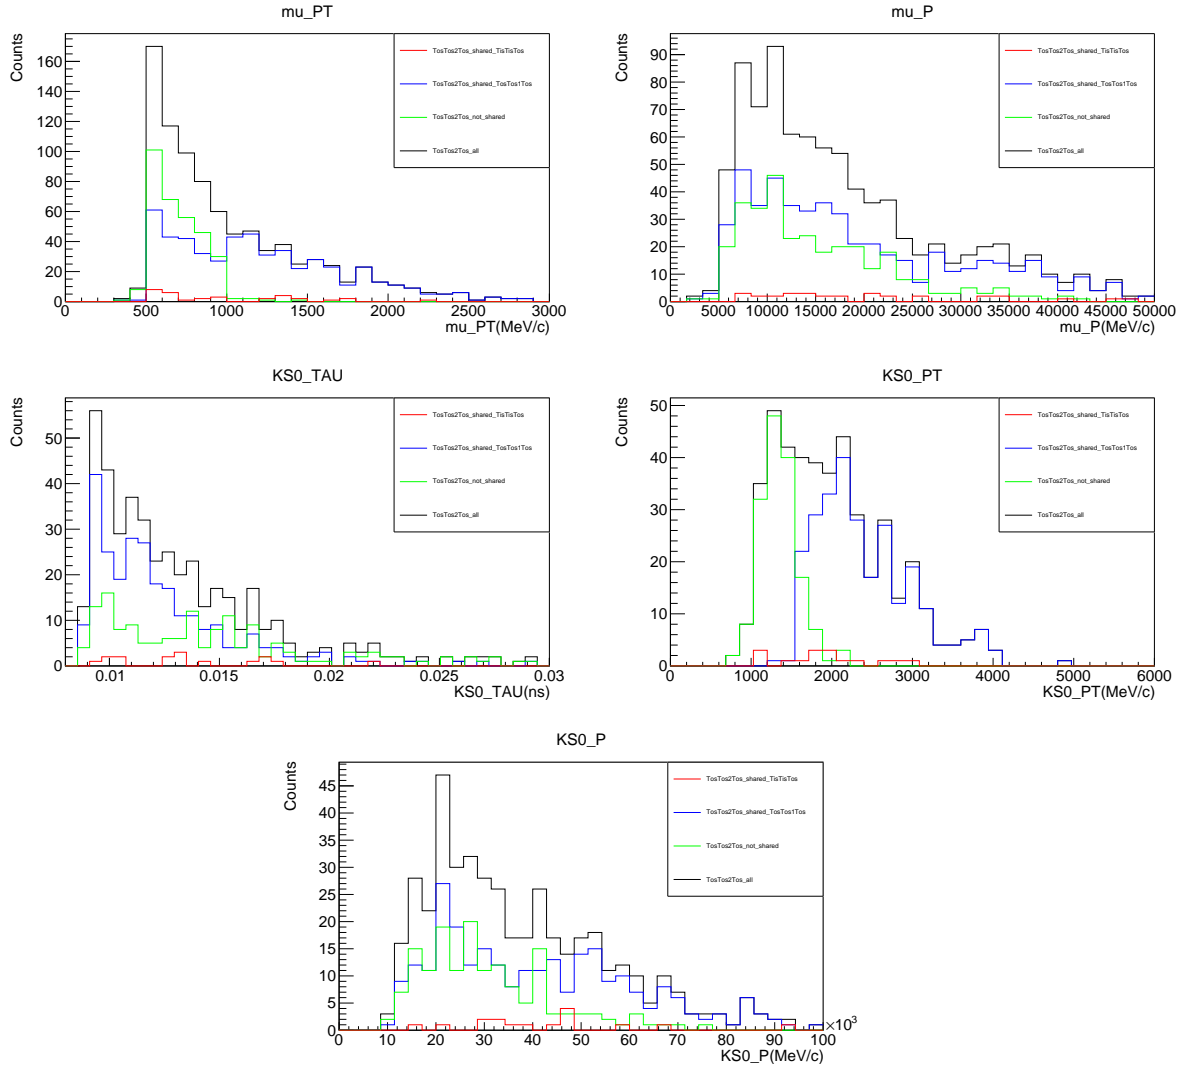 mu_PT
Counts
160
140
120
100
80
60
40
20
0
0 500 1000 1500 2000 2500 3000
mu_PT(MeV/c)
TosTos2Tos_shared_TisTisTos
TosTos2Tos_shared_TosTos1Tos
TosTos2Tos_not_shared
TosTos2Tos_all
mu_P
Counts
90
80
70
60
50
40
30
20
10
0
0 5000 10000 15000 20000 25000 30000 35000 40000 45000 50000
mu_P(MeV/c)
TosTos2Tos_shared_TisTisTos
TosTos2Tos_shared_TosTos1Tos
TosTos2Tos_not_shared
TosTos2Tos_all
KS0_TAU
Counts
50
40
30
20
10
0
0.01 0.015 0.02 0.025 0.03
KS0_TAU(ns)
TosTos2Tos_shared_TisTisTos
TosTos2Tos_shared_TosTos1Tos
TosTos2Tos_not_shared
TosTos2Tos_all
KS0_PT
Counts
50
40
30
20
10
0
0 1000 2000 3000 4000 5000 6000
KS0_PT(MeV/c)
TosTos2Tos_shared_TisTisTos
TosTos2Tos_shared_TosTos1Tos
TosTos2Tos_not_shared
TosTos2Tos_all
KS0_P
Counts
45
40
35
30
25
20
15
10
5
0
0 10 20 30 40 50 60 70 80 90 100
×10³
KS0_P(MeV/c)
TosTos2Tos_shared_TisTisTos
TosTos2Tos_shared_TosTos1Tos
TosTos2Tos_not_shared
TosTos2Tos_all